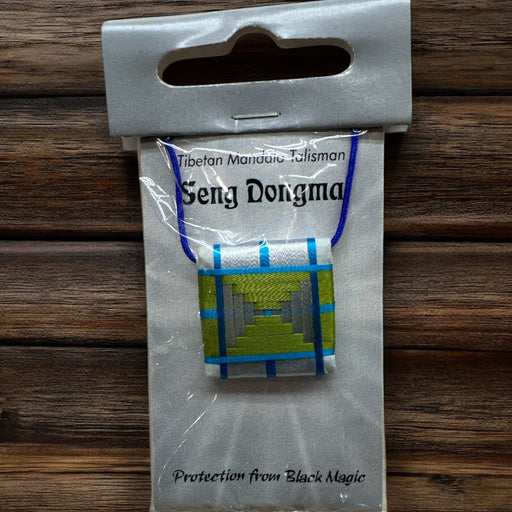 Tibetan Mandala Talisman
Seng Dongma
Protection from Black Magic